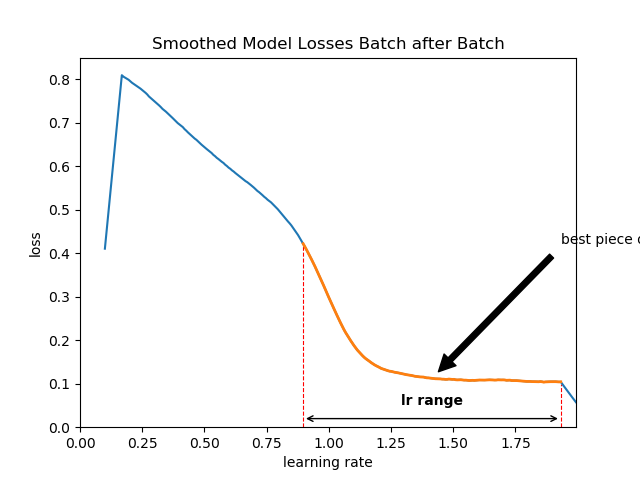 Smoothed Model Losses Batch after Batch
0.8
0.7
0.6
0.5
0.4
0.3
0.2
0.1
0.0
loss
best piece
lr range
0.00 0.25 0.50 0.75 1.00 1.25 1.50 1.75
learning rate